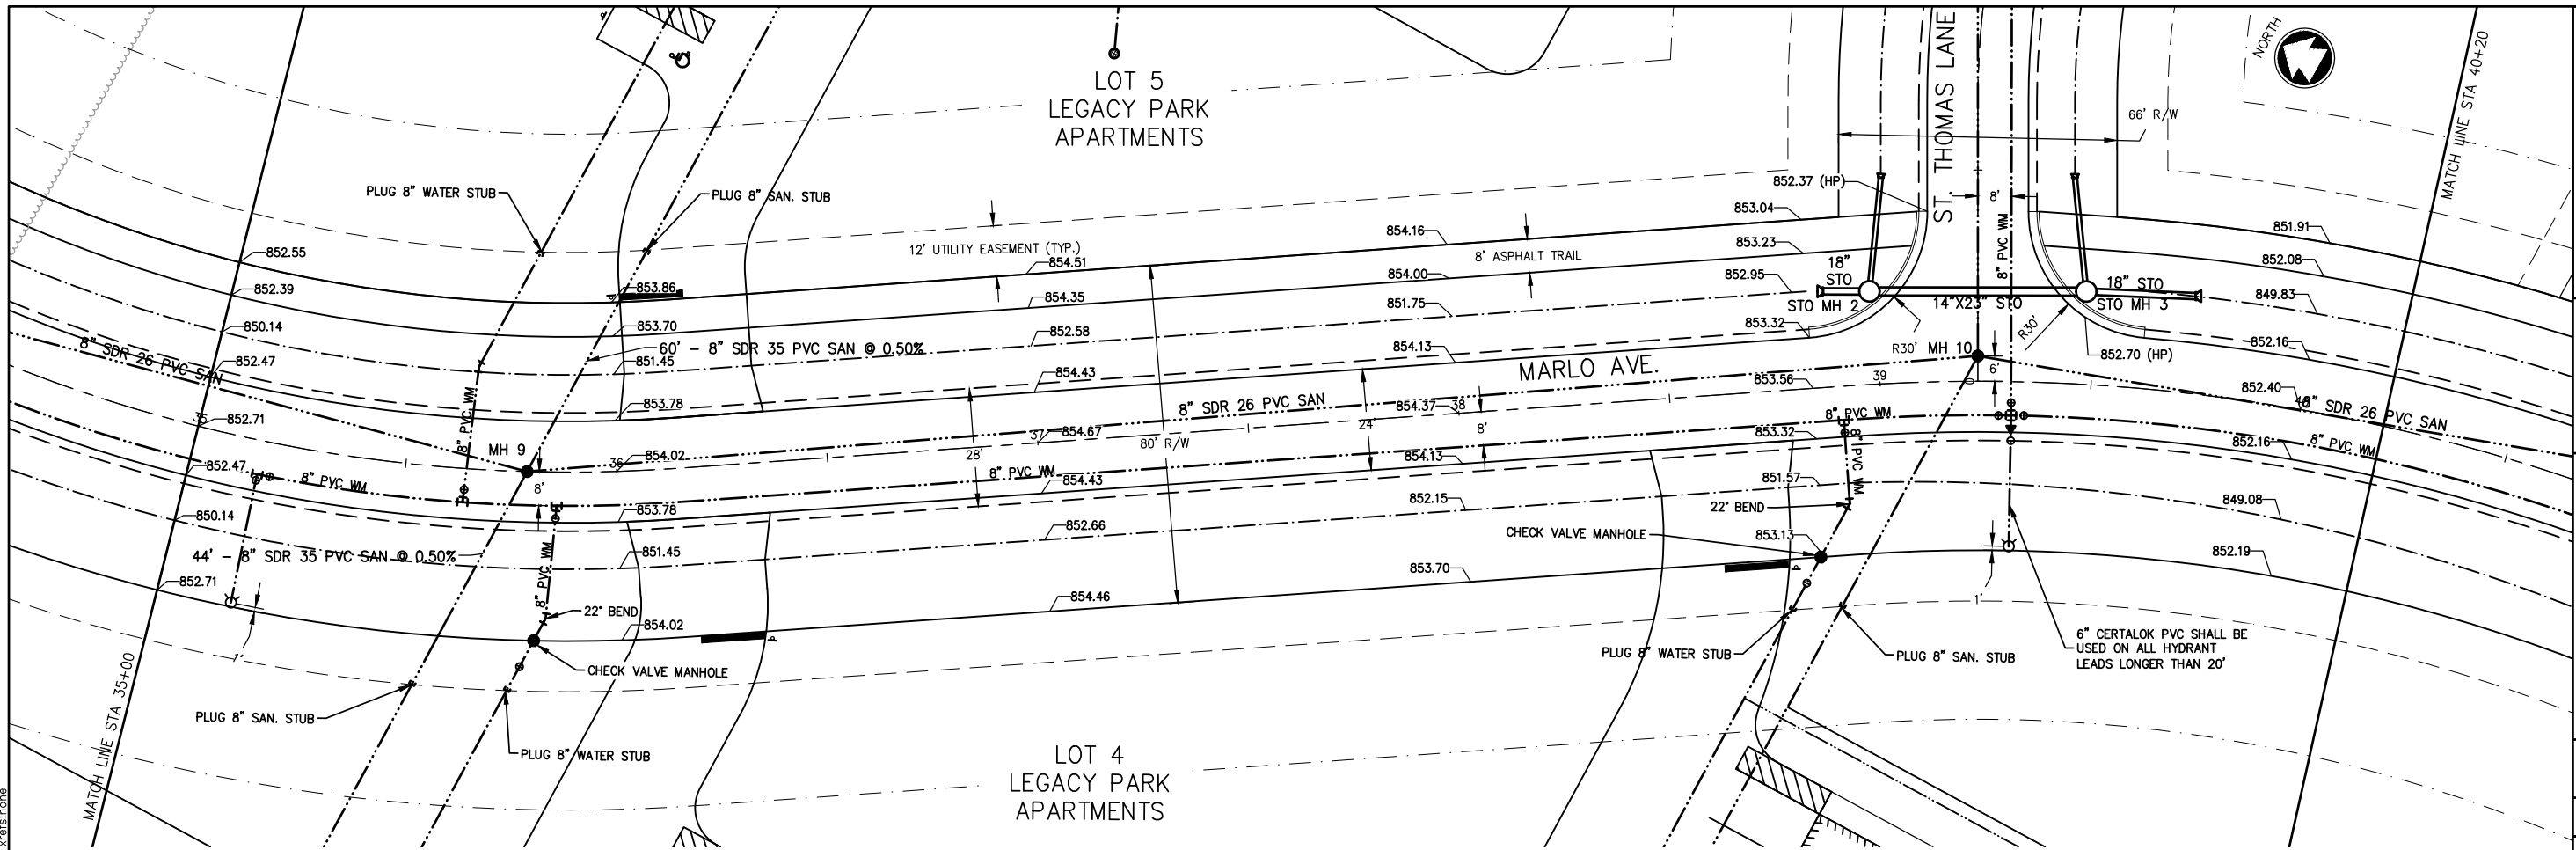 LOT 5
LEGACY PARK
APARTMENTS
ST. THOMAS LANE
NORTH
MATCH LINE STA 40+20
66' R/W
PLUG 8" WATER STUB
PLUG 8" SAN. STUB
852.37 (HP)
8'
853.04
12' UTILITY EASEMENT (TYP.)
854.16
853.23
8' ASPHALT TRAIL
851.91
852.55
854.51
854.00
852.95
18"
STO
8" PVC WM
852.08
852.39
853.86
854.35
851.75
STO MH 2
14"X23" STO
18" STO
STO MH 3
849.83
850.14
853.70
852.58
853.32
R30'
8" SDR 26 PVC SAN
852.47
60' - 8" SDR 35 PVC SAN @ 0.50%
851.45
854.13
R30'
MH 10
852.70 (HP)
852.16
MARLO AVE.
854.43
853.56
39
0
6'
852.40
35
852.71
8" PVC WM
853.78
8" SDR 26 PVC SAN
854.37
38
8" SDR 26 PVC SAN
MH 9
37
854.67
80' R/W
24'
8'
8" PVC WM
853.32
8" PVC WM
852.16
8" PVC WM
852.47
36
854.02
28'
854.13
8" PVC WM
8'
8" PVC WM
854.43
851.57
850.14
853.78
852.15
22° BEND
849.08
44' - 8" SDR 35 PVC SAN @ 0.50%
851.45
852.66
CHECK VALVE MANHOLE
853.13
852.19
852.71
8" PVC WM
22° BEND
854.02
854.46
853.70
1'
1'
CHECK VALVE MANHOLE
PLUG 8" WATER STUB
PLUG 8" SAN. STUB
6" CERTALOK PVC SHALL BE
USED ON ALL HYDRANT
LEADS LONGER THAN 20'
MATCH LINE STA 35+00
PLUG 8" SAN. STUB
PLUG 8" WATER STUB
LOT 4
LEGACY PARK
APARTMENTS
xrefs:none